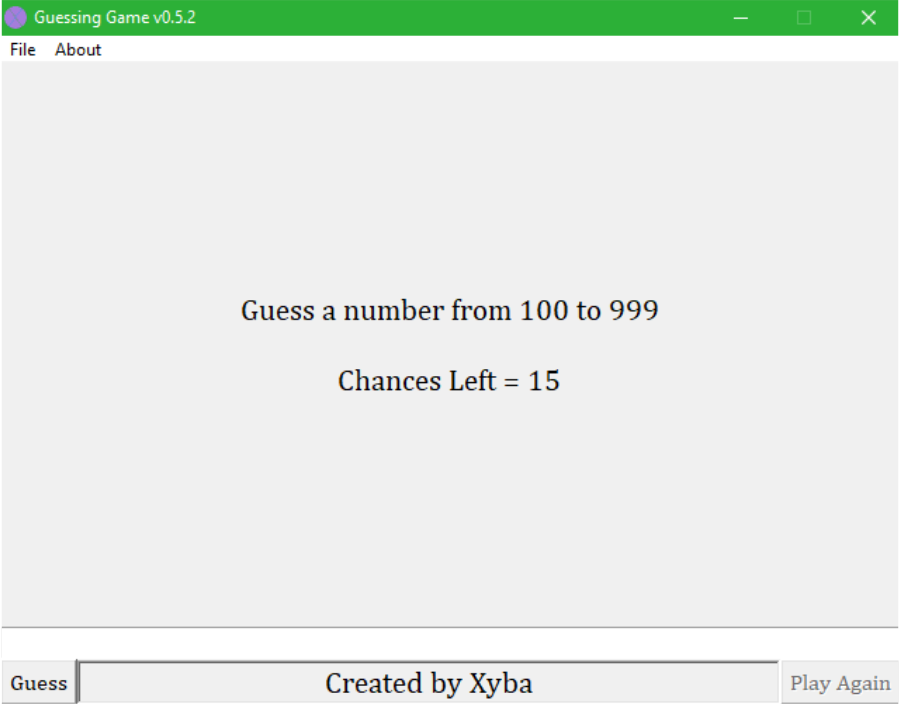 Guessing Game v0.5.2
File About
Guess a number from 100 to 999
Chances Left = 15
Guess Created by Xyba Play Again